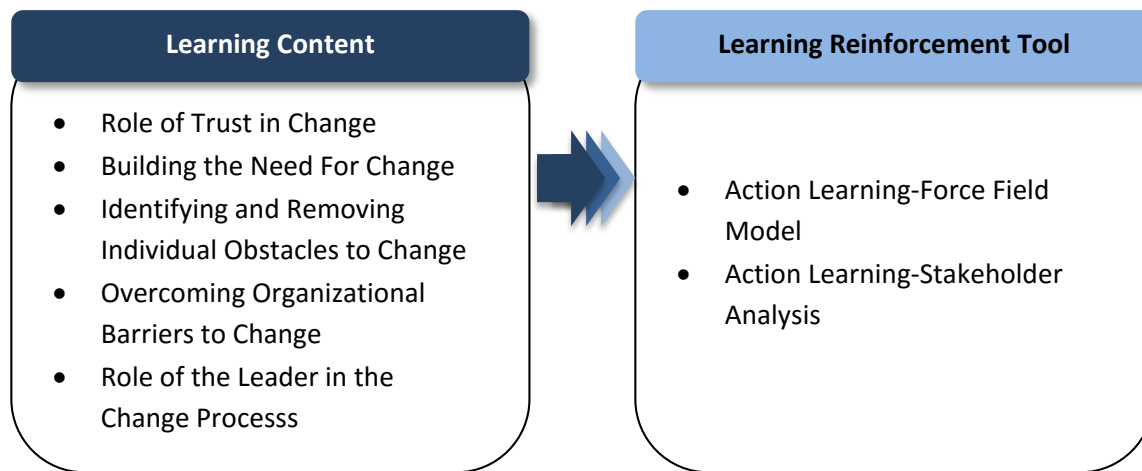 Learning Content
• Role of Trust in Change
• Building the Need For Change
• Identifying and Removing
Individual Obstacles to Change
• Overcoming Organizational
Barriers to Change
• Role of the Leader in the
Change Processs
Learning Reinforcement Tool
• Action Learning-Force Field
Model
• Action Learning-Stakeholder
Analysis